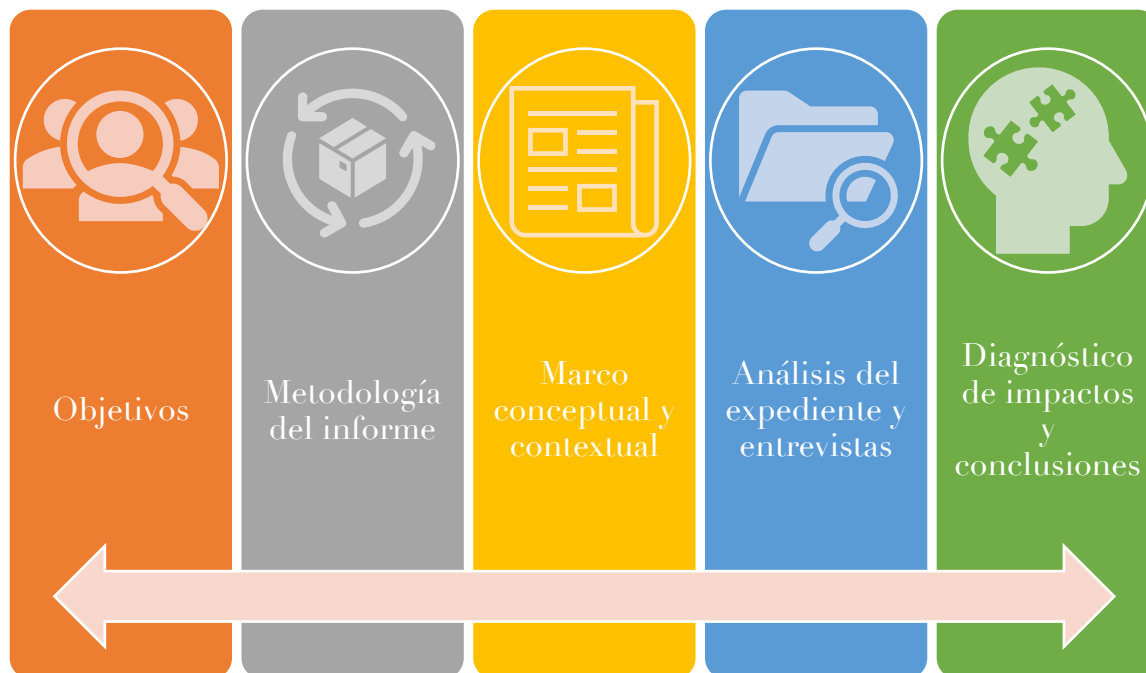 Objetivos
Metodología
del informe
Marco
conceptual y
contextual
Análisis del
expediente y
entrevistas
Diagnóstico
de impactos
y
conclusiones